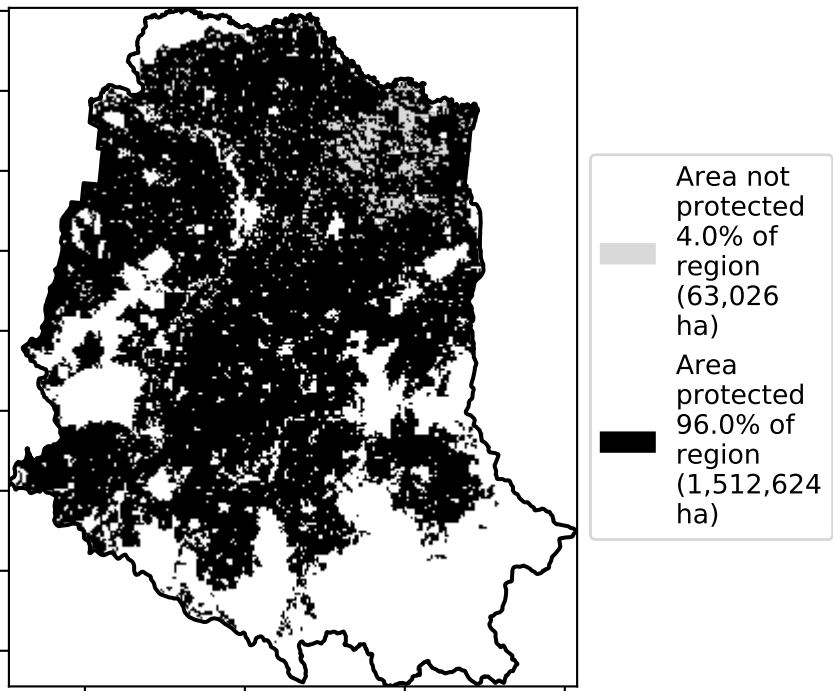 Area not
protected
4.0% of
region
(63,026
ha)
Area
protected
96.0% of
region
(1,512,624
ha)